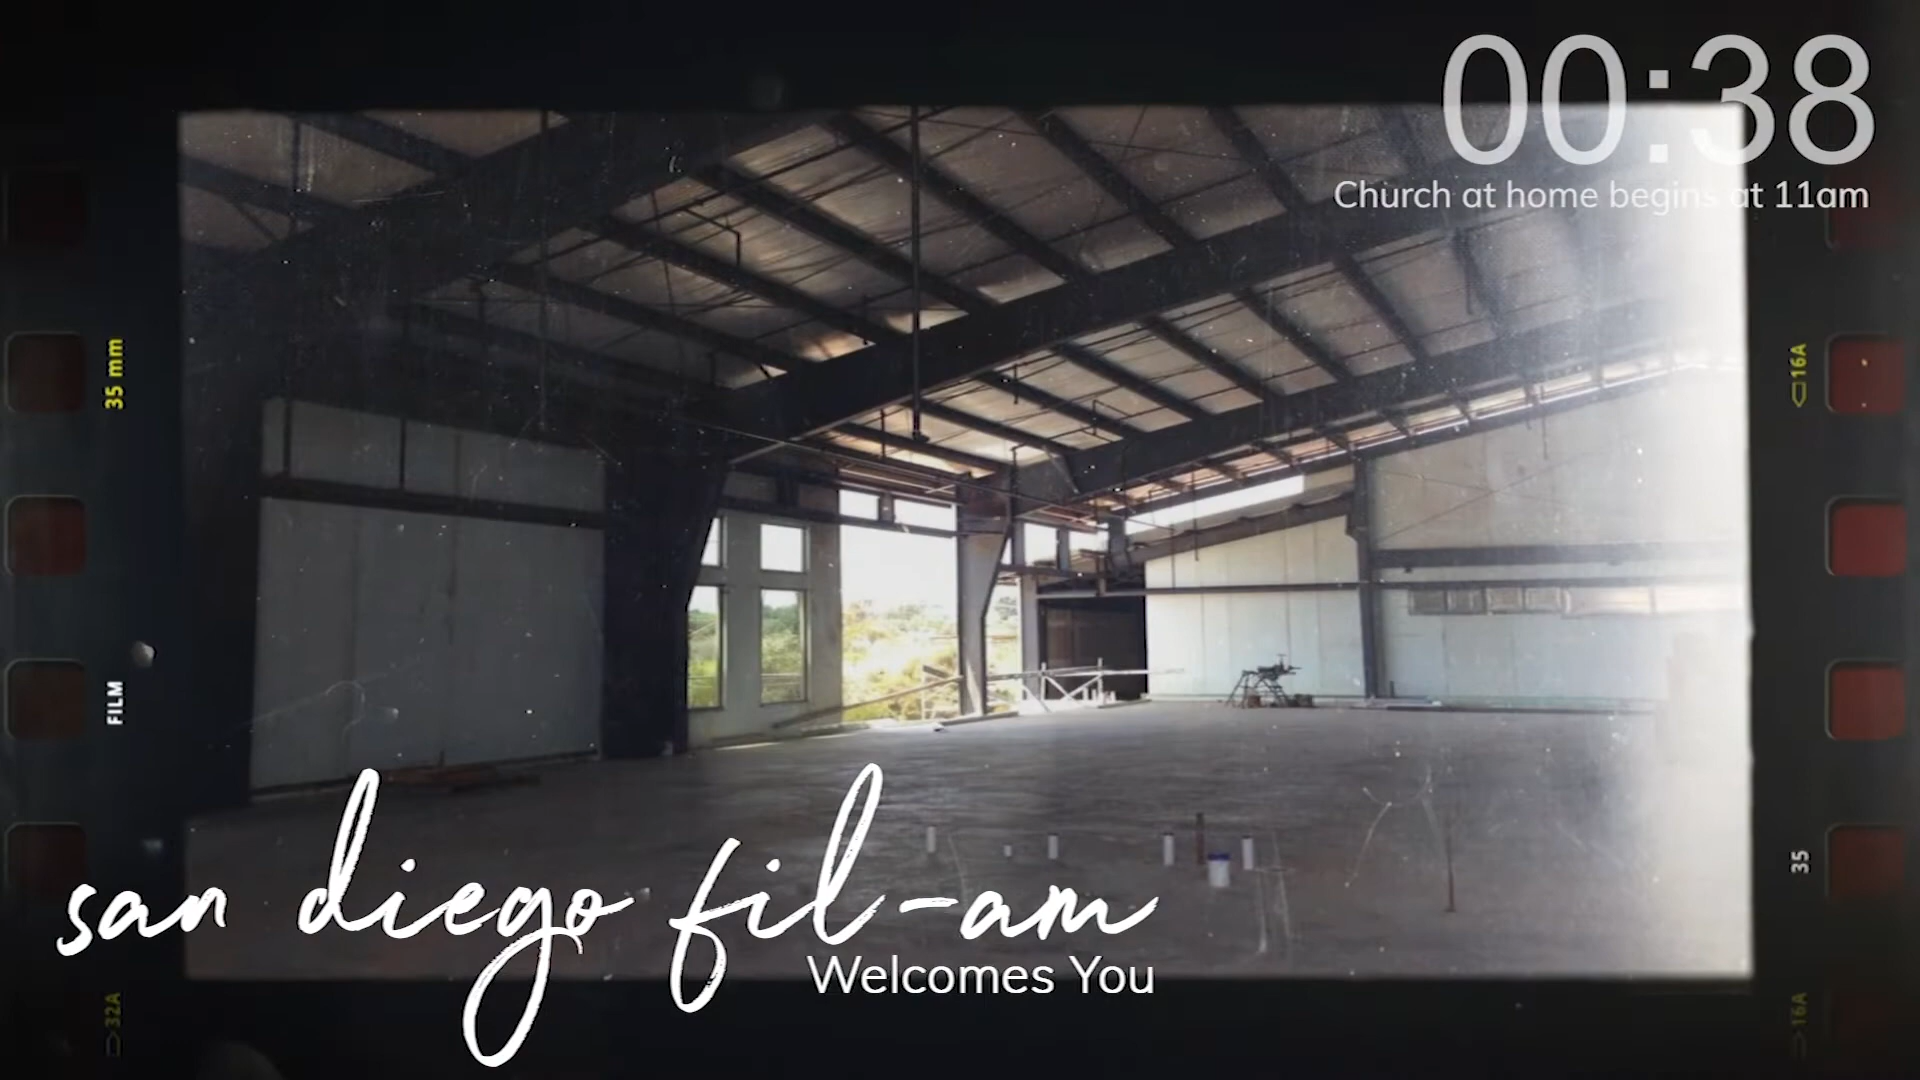 00:38
Church at home begins at 11am
35 mm
16A
FILM
35
san diego fil-am
Welcomes You
32A
16A